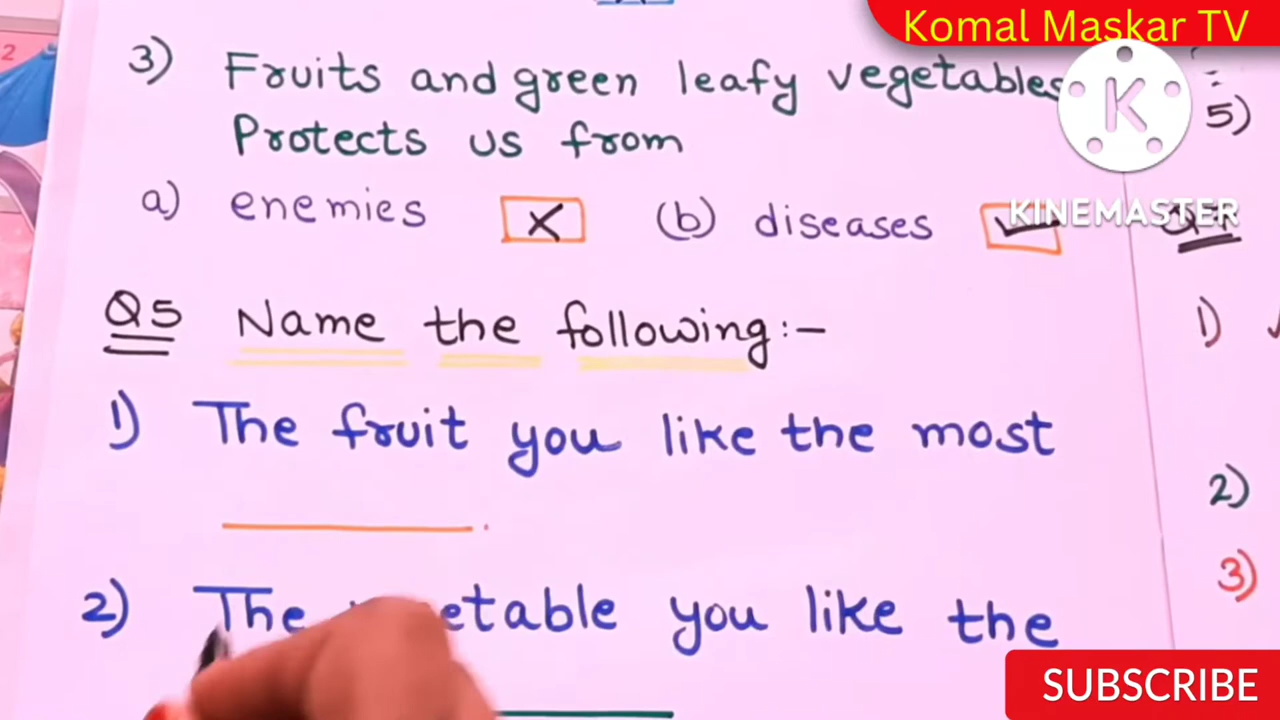 Komal Maskar TV
3) Fruits and green leafy vegetables
Protects us from
a) enemies (b) diseases
KINEMASTER
5)
Q5 Name the following:-
1) The fruit you like the most
1)
2)
2) The etable you like the
3)
SUBSCRIBE